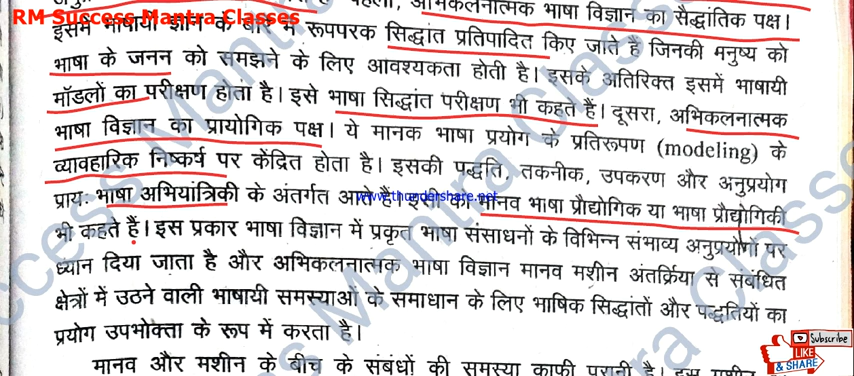 RM-Success Mantra Classes
पहला, अभिकलनात्मक भाषा विज्ञान का सैद्धांतिक पक्ष।
इसमें भाषायी ज्ञान के बारे में रूपपरक सिद्धांत प्रतिपादित किए जाते हैं जिनकी मनुष्य को
भाषा के जनन को समझने के लिए आवश्यकता होती है। इसके अतिरिक्त इसमें भाषायी
मॉडलों का परीक्षण होता है। इसे भाषा सिद्धांत परीक्षण भी कहते है। दूसरा, अभिकलनात्मक
भाषा विज्ञान का प्रायोगिक पक्ष। ये मानक भाषा प्रयोग के प्रतिरूपण (modeling) के
व्यावहारिक निष्कर्ष पर केंद्रित होता है। इसकी पद्धति, तकनीक, उपकरण और अनुप्रयोग
प्राय: भाषा अभियांत्रिकी के अंतर्गत आते हैं। इसी को मानव भाषा प्रौद्योगिक या भाषा प्रौद्योगिकी
www.thundershare.net
भी कहते हैं। इस प्रकार भाषा विज्ञान में प्रकृत भाषा संसाधनों के विभिन्न संभाव्य अनुप्रयोगों पर
ध्यान दिया जाता है और अभिकलनात्मक भाषा विज्ञान मानव मशीन अंतर्क्रिया से संबंधित
क्षेत्रों में उठने वाली भाषायी समस्याओं के समाधान के लिए भाषिक सिद्धांतों और पद्धतियों का
प्रयोग उपभोक्ता के रूप में करता है।
मानव और मशीन के बीच के संबंधों की समस्या काफी पुरानी है। इस मशीन
Subscribe
LIKE
& SHARE